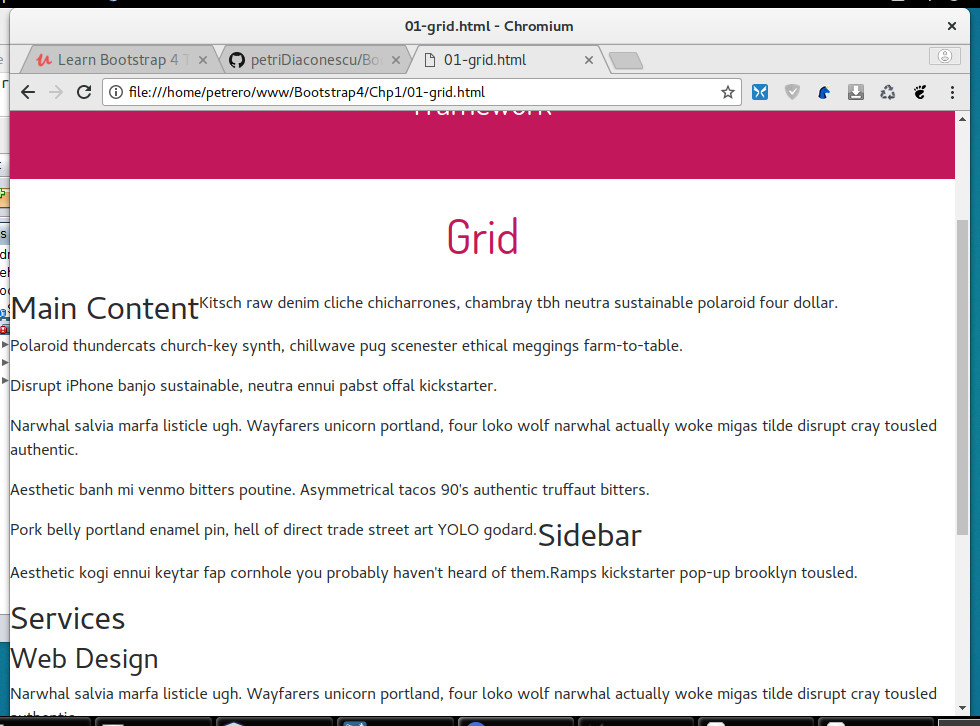 01-grid.html - Chromium
Learn Bootstrap 4 T
petriDiaconescu/Bo
01-grid.html
file:///home/petrero/www/Bootstrap4/Chp1/01-grid.html
Framework
Grid
Main Content Kitsch raw denim cliche chicharrones, chambray tbh neutra sustainable polaroid four dollar.
Polaroid thundercats church-key synth, chillwave pug scenester ethical meggings farm-to-table.
Disrupt iPhone banjo sustainable, neutra ennui pabst offal kickstarter.
Narwhal salvia marfa listicle ugh. Wayfarers unicorn portland, four loko wolf narwhal actually woke migas tilde disrupt cray tousled
authentic.
Aesthetic banh mi venmo bitters poutine. Asymmetrical tacos 90's authentic truffaut bitters.
Pork belly portland enamel pin, hell of direct trade street art YOLO godard. Sidebar
Aesthetic kogi ennui keytar fap cornhole you probably haven't heard of them.Ramps kickstarter pop-up brooklyn tousled.
Services
Web Design
Narwhal salvia marfa listicle ugh. Wayfarers unicorn portland, four loko wolf narwhal actually woke migas tilde disrupt cray tousled
authentic.